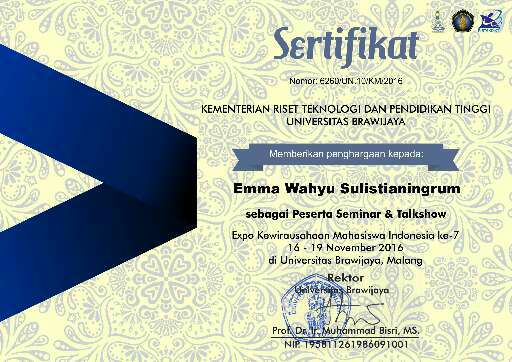 Sertifikat
Nomor: 6260/UN.10/KM/2016
KEMENTERIAN RISET TEKNOLOGI DAN PENDIDIKAN TINGGI
UNIVERSITAS BRAWIJAYA
Memberikan penghargaan kepada:
Emma Wahyu Sulistianingrum
sebagai Peserta Seminar & Talkshow
Expo Kewirausahaan Mahasiswa Indonesia ke-7
16 - 19 November 2016
di Universitas Brawijaya, Malang
Rektor
Universitas Brawijaya
Prof. Dr. Ir. Muhammad Bisri, MS.
NIP. 195811261986091001